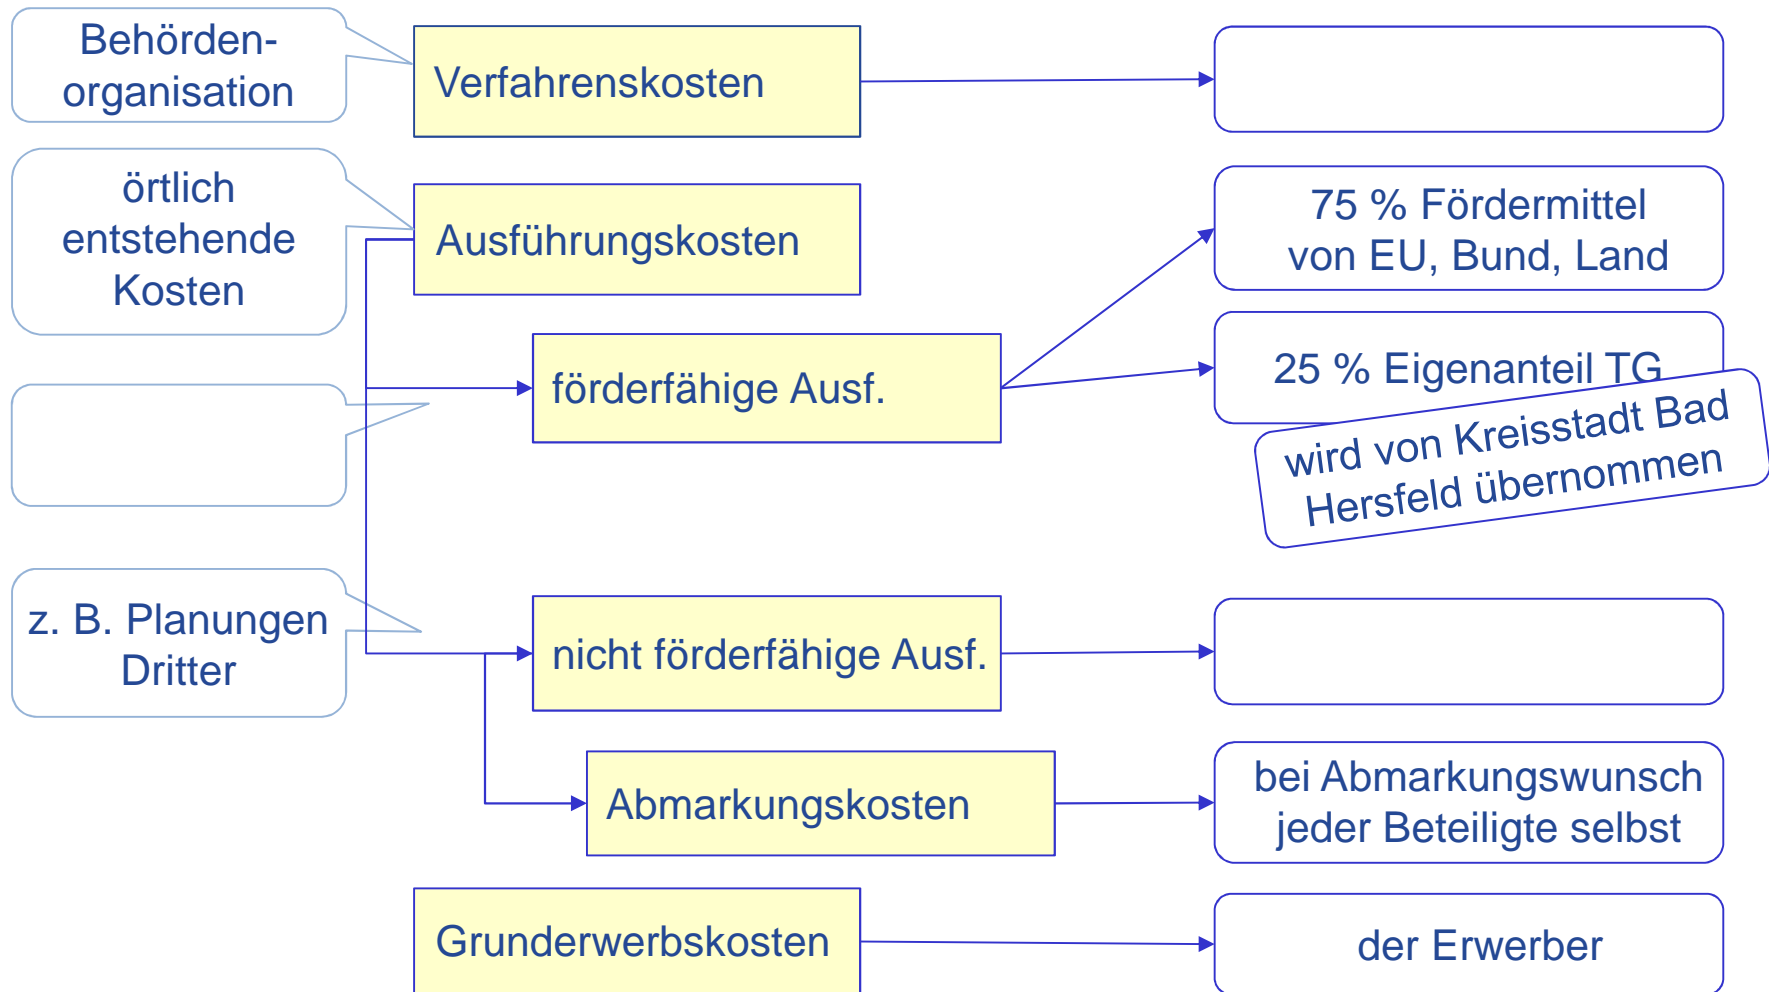 Behörden-
organisation
Verfahrenskosten
örtlich
entstehende
Kosten
Ausführungskosten
75 % Fördermittel
von EU, Bund, Land
förderfähige Ausf.
25 % Eigenanteil TG
wird von Kreisstadt Bad
Hersfeld übernommen
z. B. Planungen
Dritter
nicht förderfähige Ausf.
Abmarkungskosten
bei Abmarkungswunsch
jeder Beteiligte selbst
Grunderwerbskosten
der Erwerber